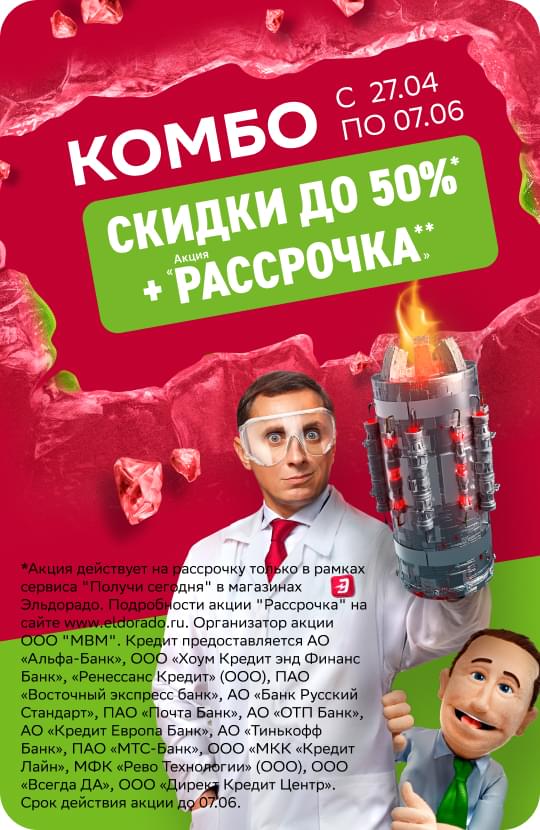 КОМБО
С 27.04
ПО 07.06
СКИДКИ ДО 50%*
+ «Акция РАССРОЧКА**»
*Акция действует на рассрочку только в рамках
сервиса "Получи сегодня" в магазинах
Эльдорадо. Подробности акции "Рассрочка" на
сайте www.eldorado.ru. Организатор акции
ООО "МВМ". Кредит предоставляется АО
«Альфа-Банк», ООО «Хоум Кредит энд Финанс
Банк», «Ренессанс Кредит» (ООО), ПАО
«Восточный экспресс банк», АО «Банк Русский
Стандарт», ПАО «Почта Банк», АО «ОТП Банк»,
АО «Кредит Европа Банк», АО «Тинькофф
Банк», ПАО «МТС-Банк», ООО «МКК «Кредит
Лайн», МФК «Рево Технологии» (ООО), ООО
«Всегда ДА», ООО «Директ Кредит Центр».
Срок действия акции до 07.06.
Э